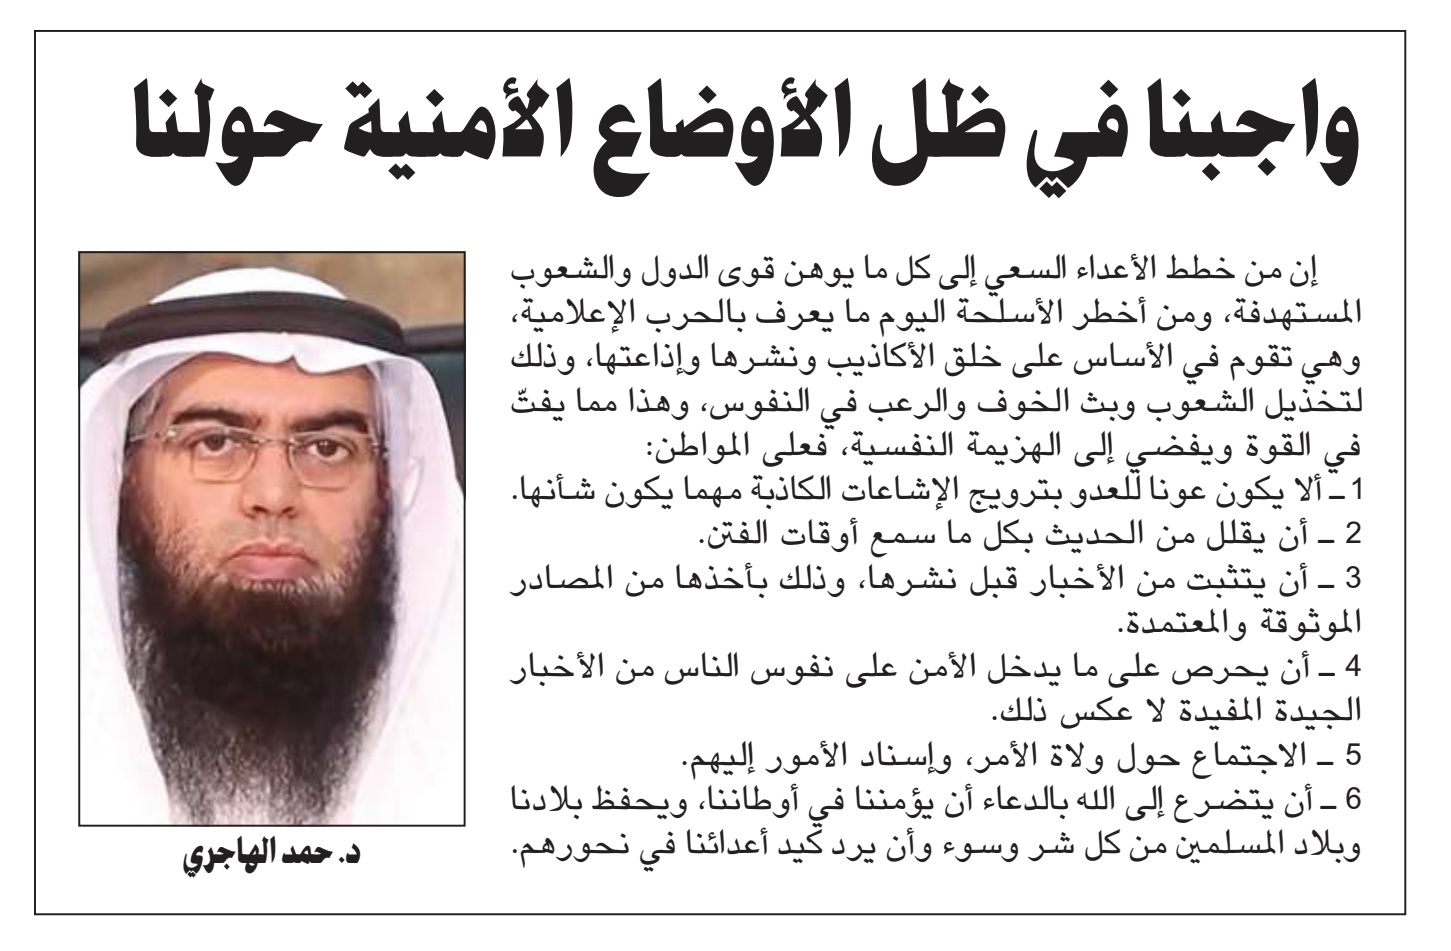 واجبنا في ظل الأوضاع الأمنية حولنا
إن من خطط الأعداء السعي إلى كل ما يوهن قوى الدول والشعوب
المستهدفة، ومن أخطر الأسلحة اليوم ما يعرف بالحرب الإعلامية،
وهي تقوم في الأساس على خلق الأكاذيب ونشرها وإذاعتها، وذلك
لتخذيل الشعوب وبث الخوف والرعب في النفوس، وهذا مما يفتّ
في القوة ويفضي إلى الهزيمة النفسية، فعلى المواطن:
1 ـ ألا يكون عونا للعدو بترويج الإشاعات الكاذبة مهما يكون شأنها.
2 ـ أن يقلل من الحديث بكل ما سمع أوقات الفتن.
3 ـ أن يتثبت من الأخبار قبل نشرها، وذلك بأخذها من المصادر
الموثوقة والمعتمدة.
4 ـ أن يحرص على ما يدخل الأمن على نفوس الناس من الأخبار
الجيدة المفيدة لا عكس ذلك.
5 ـ الاجتماع حول ولاة الأمر، وإسناد الأمور إليهم.
6 ـ أن يتضرع إلى الله بالدعاء أن يؤمننا في أوطاننا، ويحفظ بلادنا
وبلاد المسلمين من كل شر وسوء وأن يرد كيد أعدائنا في نحورهم.
د. حمد الهاجري